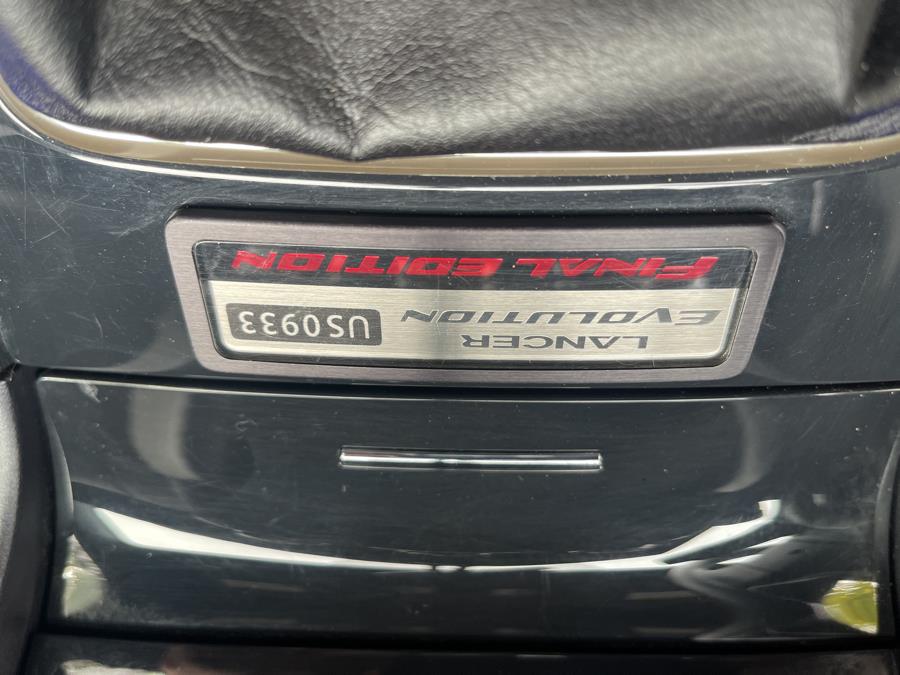 LANCER
EVOLUTION US0933
FINAL EDITION